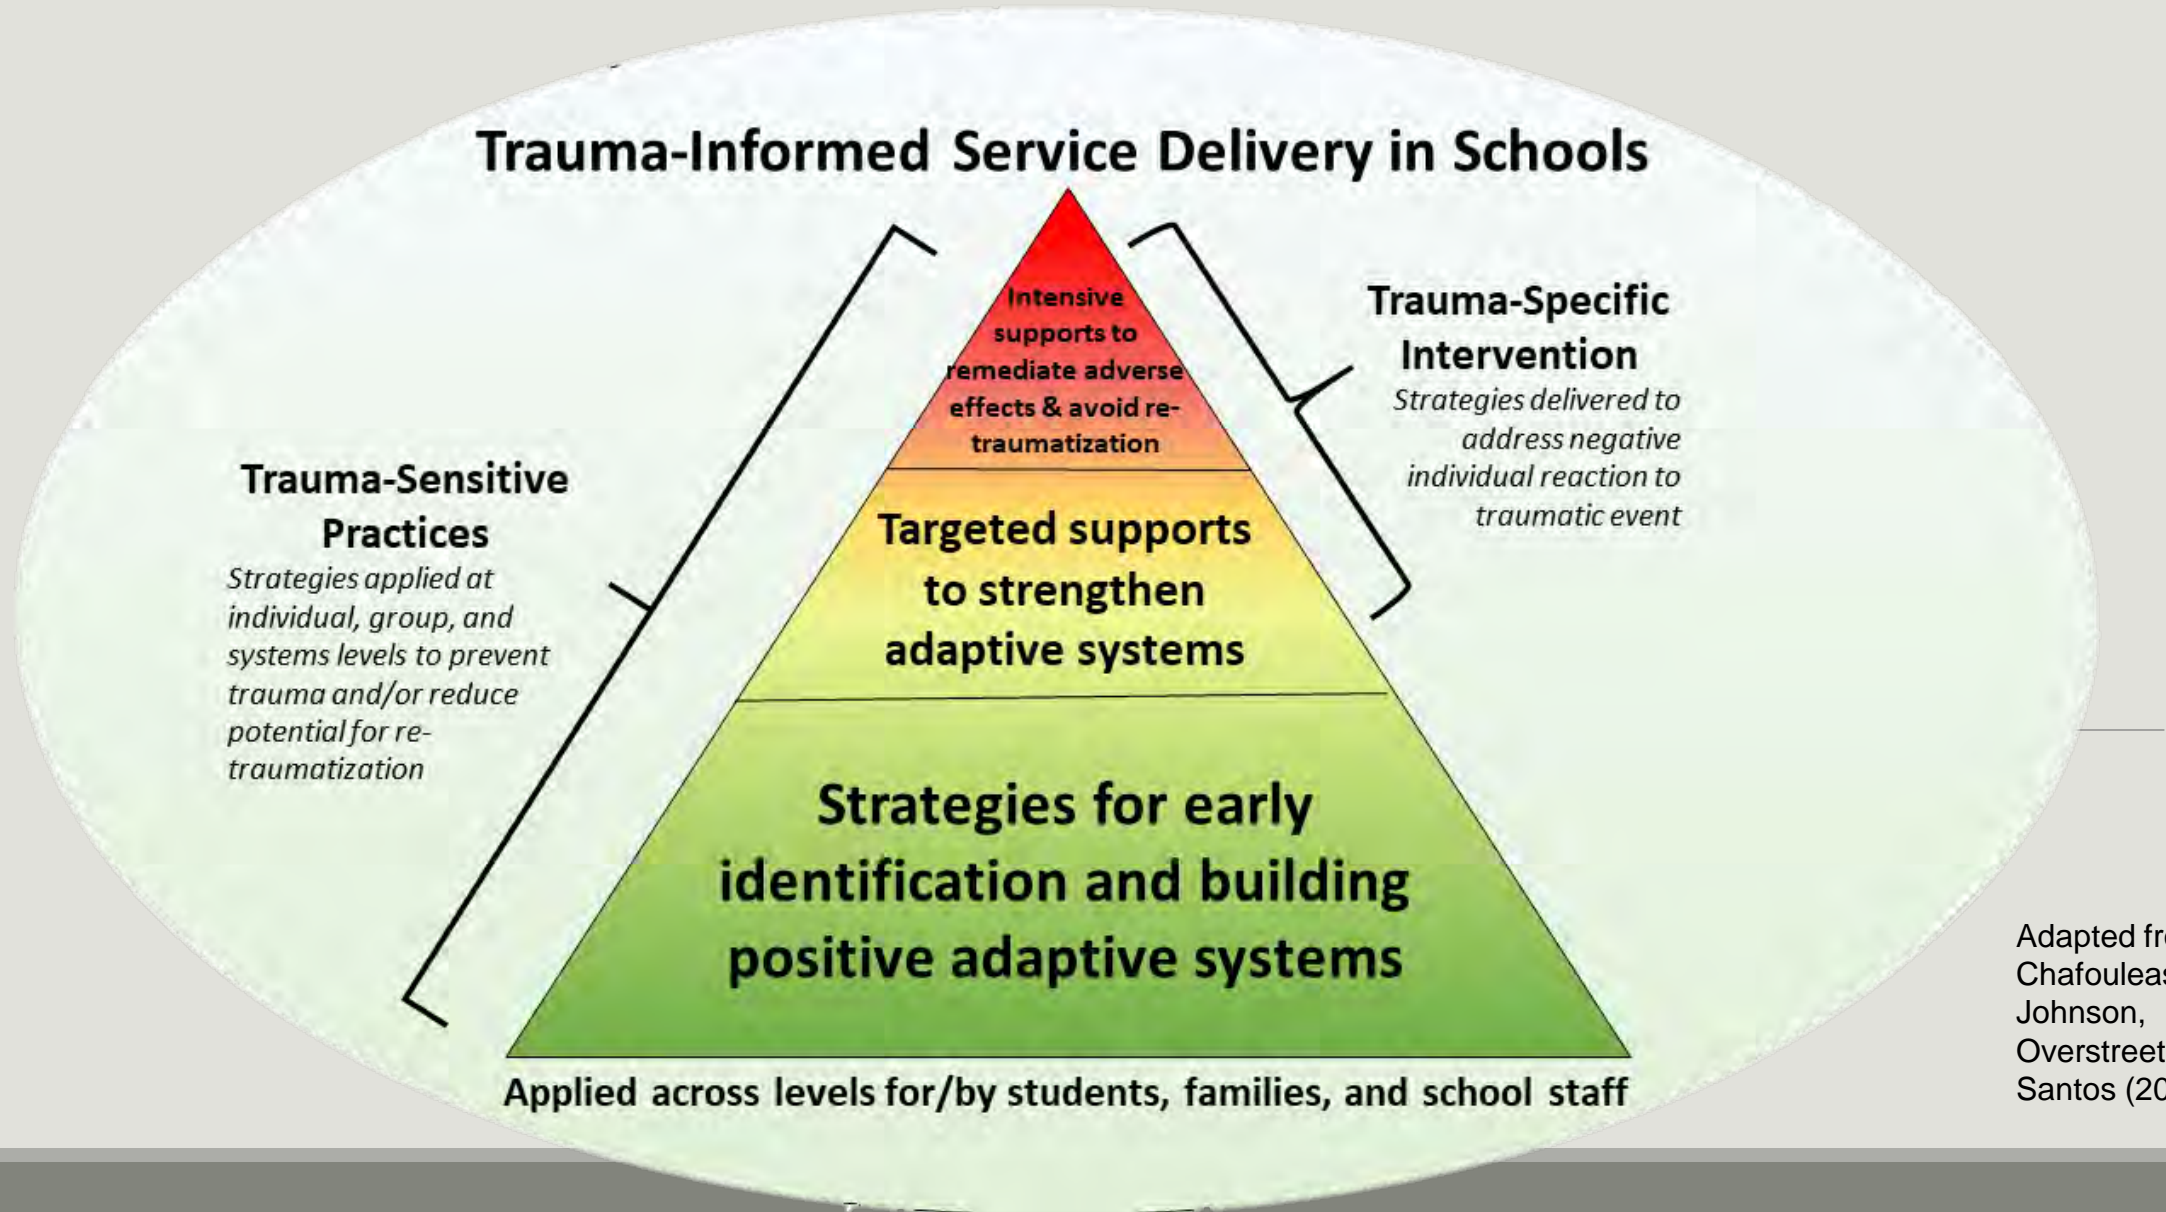 Trauma-Informed Service Delivery in Schools
Intensive
supports to
remediate adverse
effects & avoid re-
traumatization
Trauma-Specific
Intervention
Strategies delivered to
address negative
individual reaction to
traumatic event
Trauma-Sensitive
Practices
Strategies applied at
individual, group, and
systems levels to prevent
trauma and/or reduce
potential for re-
traumatization
Targeted supports
to strengthen
adaptive systems
Strategies for early
identification and building
positive adaptive systems
Applied across levels for/by students, families, and school staff
Adapted
Johnson,
Overstreet
Santos